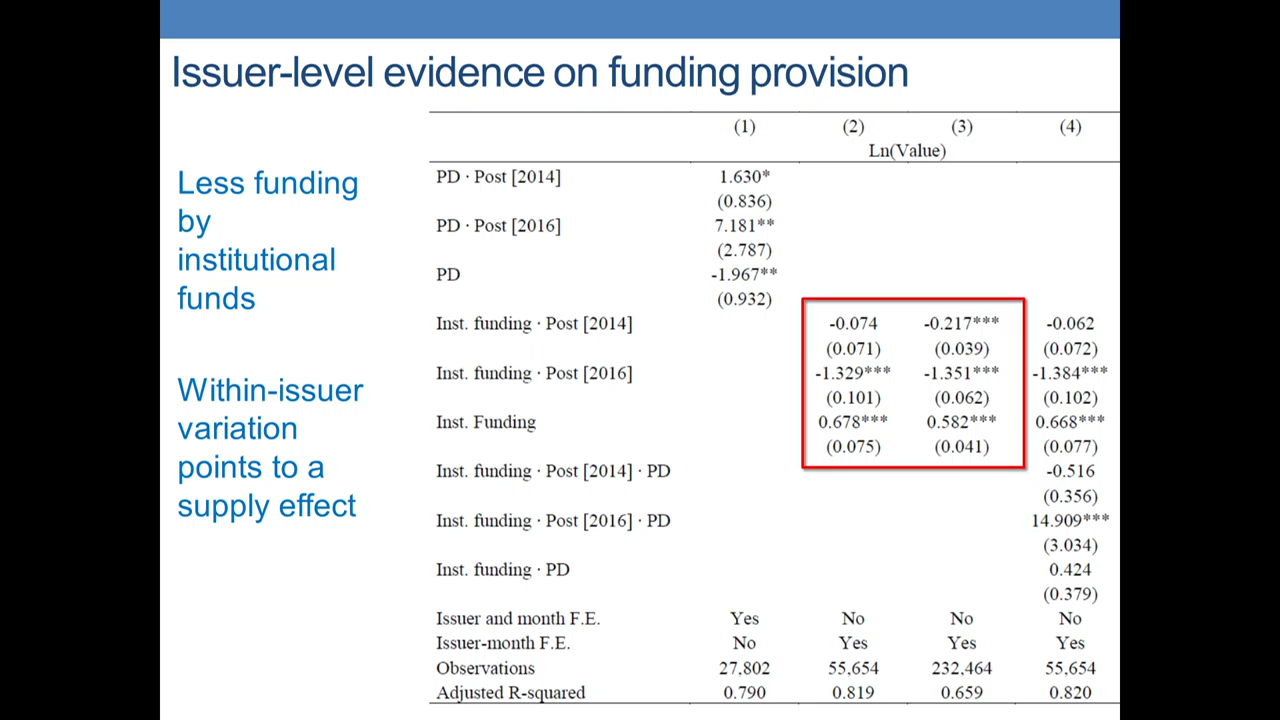 Issuer-level evidence on funding provision
Less funding
by
institutional
funds
Within-issuer
variation
points to a
supply effect
(1) (2) (3) (4)
Ln(Value)
PD · Post [2014] 1.630*
(0.836)
PD · Post [2016] 7.181**
(2.787)
PD -1.967**
(0.932)
Inst. funding · Post [2014] -0.074 -0.217*** -0.062
(0.071) (0.039) (0.072)
Inst. funding · Post [2016] -1.329*** -1.351*** -1.384***
(0.101) (0.062) (0.102)
Inst. Funding 0.678*** 0.582*** 0.668***
(0.075) (0.041) (0.077)
Inst. funding · Post [2014] · PD -0.516
(0.356)
Inst. funding · Post [2016] · PD 14.909***
(3.034)
Inst. funding · PD 0.424
(0.379)
Issuer and month F.E. Yes No No No
Issuer-month F.E. No Yes Yes Yes
Observations 27,802 55,654 232,464 55,654
Adjusted R-squared 0.790 0.819 0.659 0.820